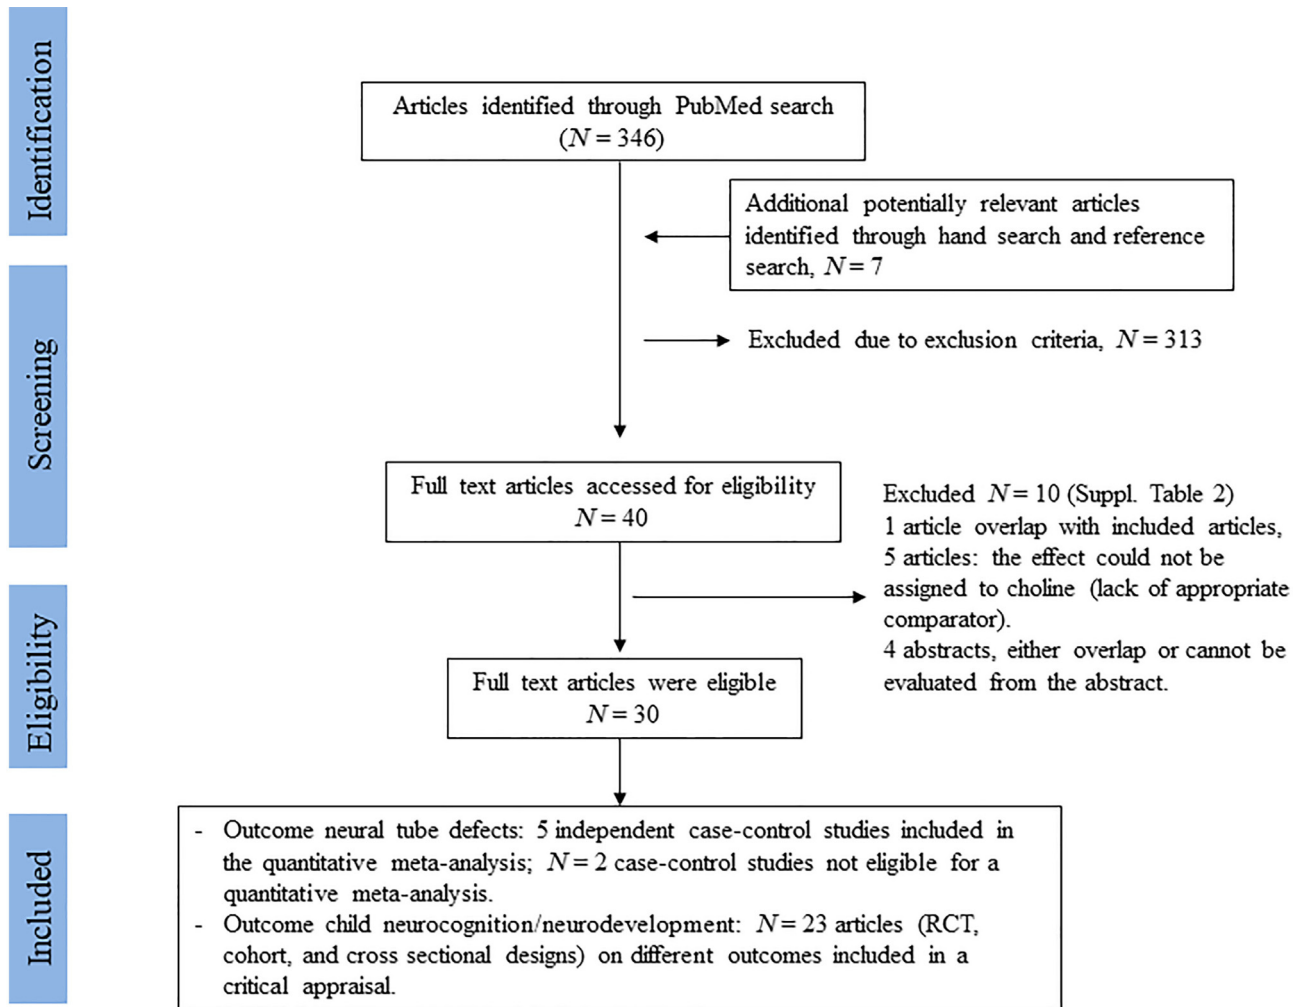 Identification
Articles identified through PubMed search
(N = 346)
Additional potentially relevant articles
identified through hand search and reference
search, N = 7
Screening
Excluded due to exclusion criteria, N = 313
Full text articles accessed for eligibility
N = 40
Excluded N = 10 (Suppl. Table 2)
1 article overlap with included articles,
5 articles: the effect could not be
assigned to choline (lack of appropriate
comparator).
4 abstracts, either overlap or cannot be
evaluated from the abstract.
Eligibility
Full text articles were eligible
N = 30
Included
- Outcome neural tube defects: 5 independent case-control studies included in
the quantitative meta-analysis; N = 2 case-control studies not eligible for a
quantitative meta-analysis.
- Outcome child neurocognition/neurodevelopment: N = 23 articles (RCT,
cohort, and cross sectional designs) on different outcomes included in a
critical appraisal.